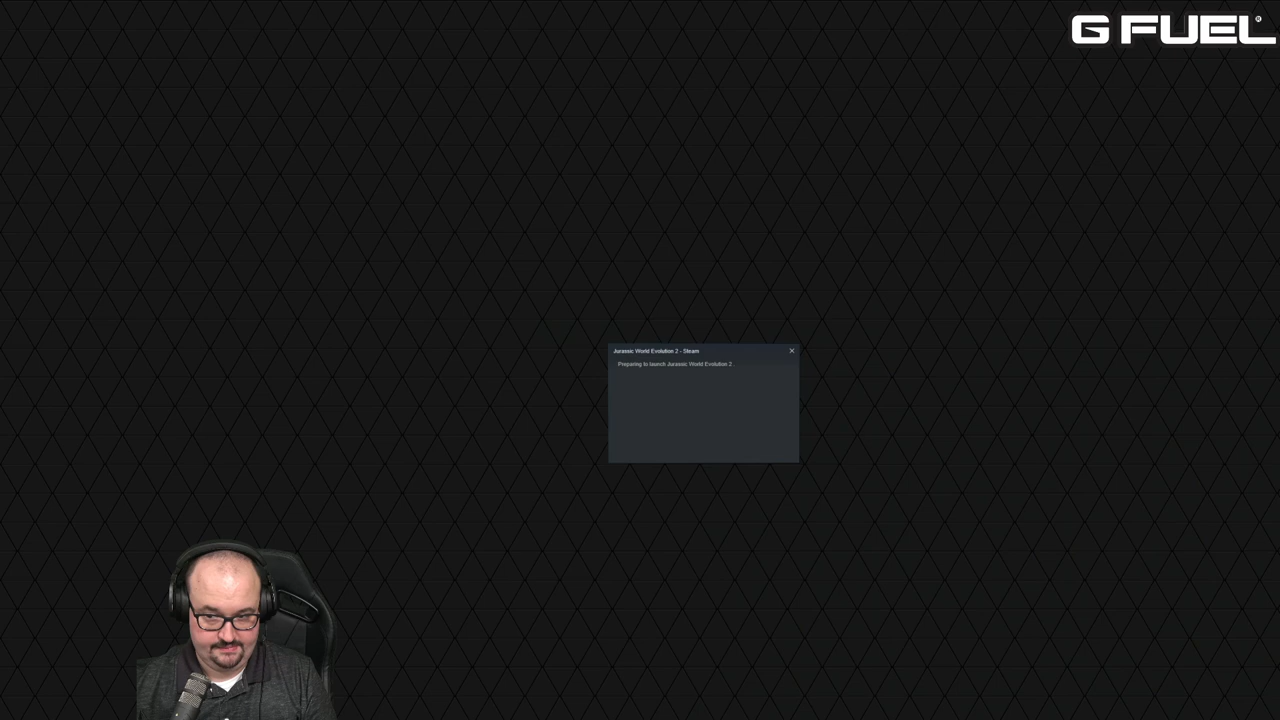 G FUEL®
Jurassic World Evolution 2 - Steam
Preparing to launch Jurassic World Evolution 2 .